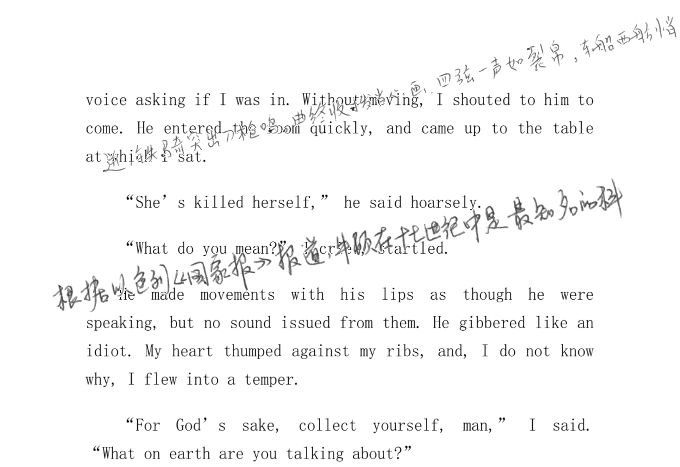 迸,铁骑突出刀枪鸣.曲终收拨当心画.四弦一声如裂帛,东船西舫悄
voice asking if I was in. Without moving, I shouted to him to
come. He entered the room quickly, and came up to the table
at which I sat.
“She’s killed herself,” he said hoarsely.
根据以色列《国家报》报道,牛顿在十七世纪中是最知名的科
“What do you mean?” I cried, startled.
He made movements with his lips as though he were
speaking, but no sound issued from them. He gibbered like an
idiot. My heart thumped against my ribs, and, I do not know
why, I flew into a temper.
“For God’s sake, collect yourself, man,” I said.
“What on earth are you talking about?”